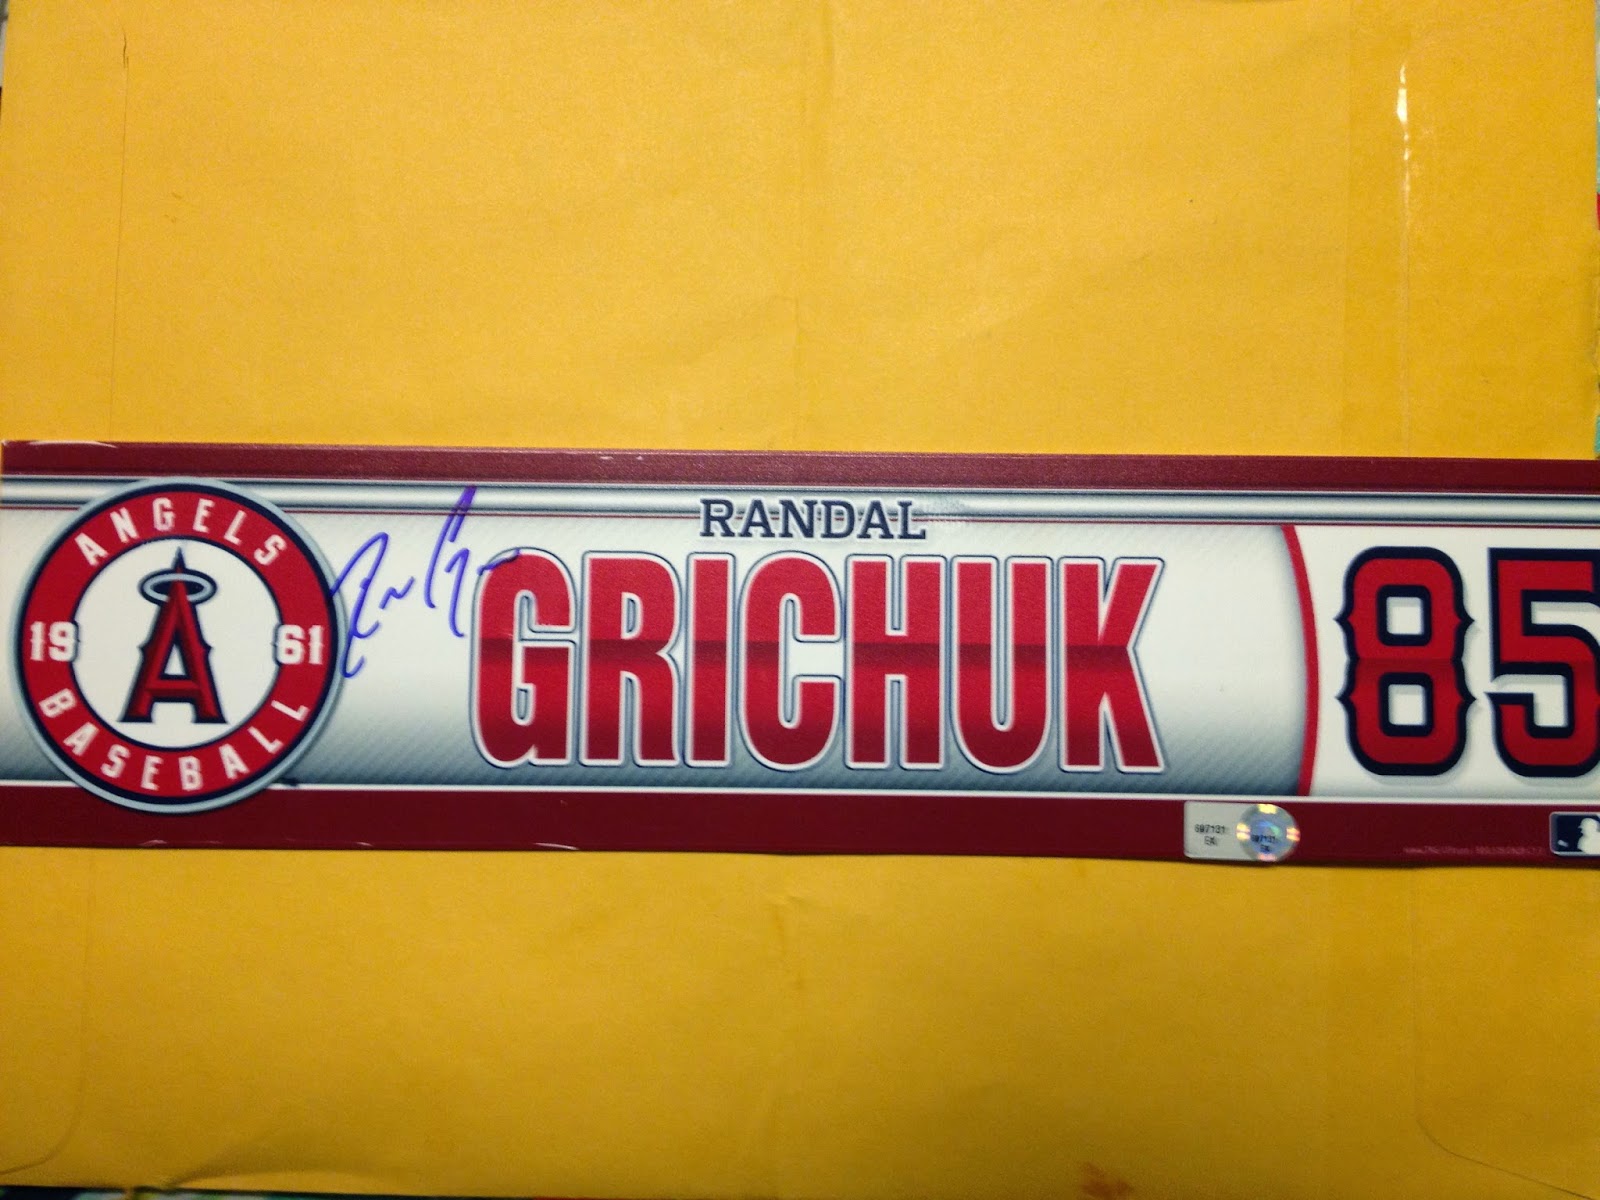 ANGELS
19 61
A
BASEBALL
RANDAL
GRICHUK
85